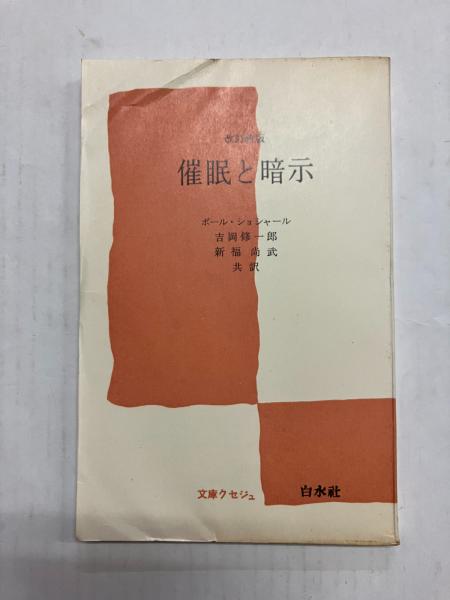 改訂新版
催眠と暗示
ポール・ショシャール
吉岡修一郎
新福尚武
共訳
文庫クセジュ
白水社